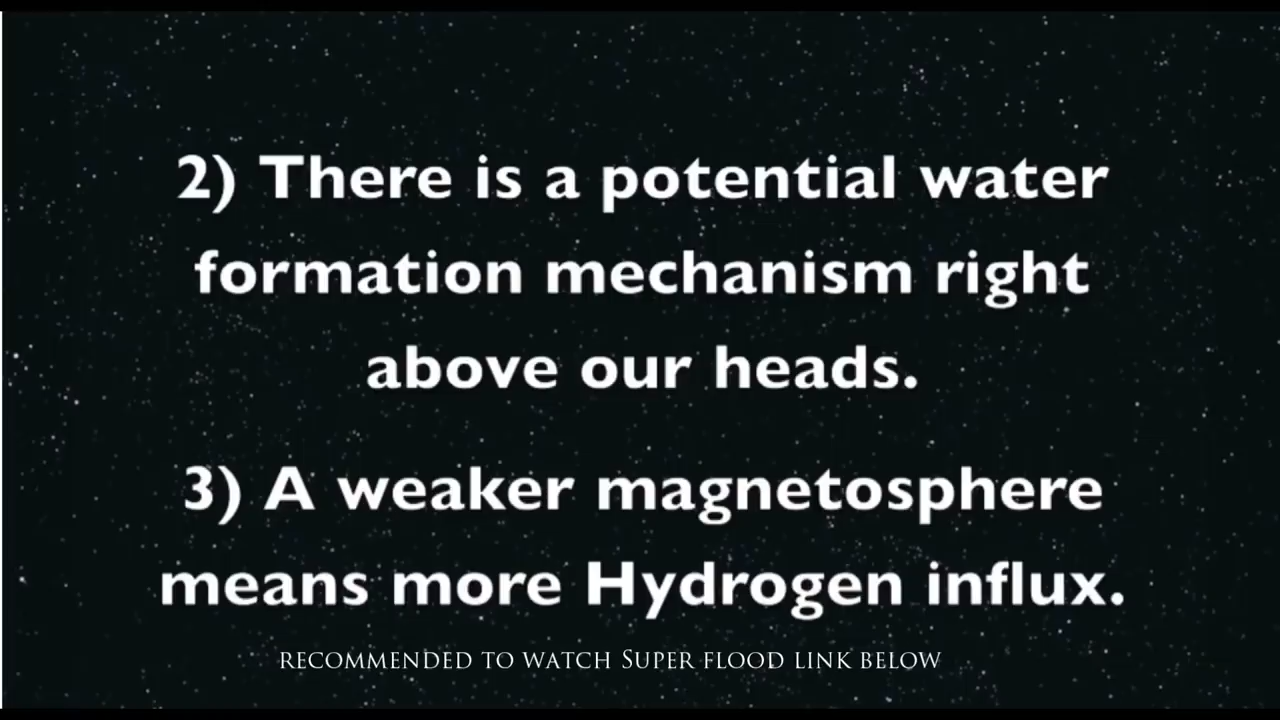 2) There is a potential water
formation mechanism right
above our heads.
3) A weaker magnetosphere
means more Hydrogen influx.
RECOMMENDED TO WATCH SUPER FLOOD LINK BELOW